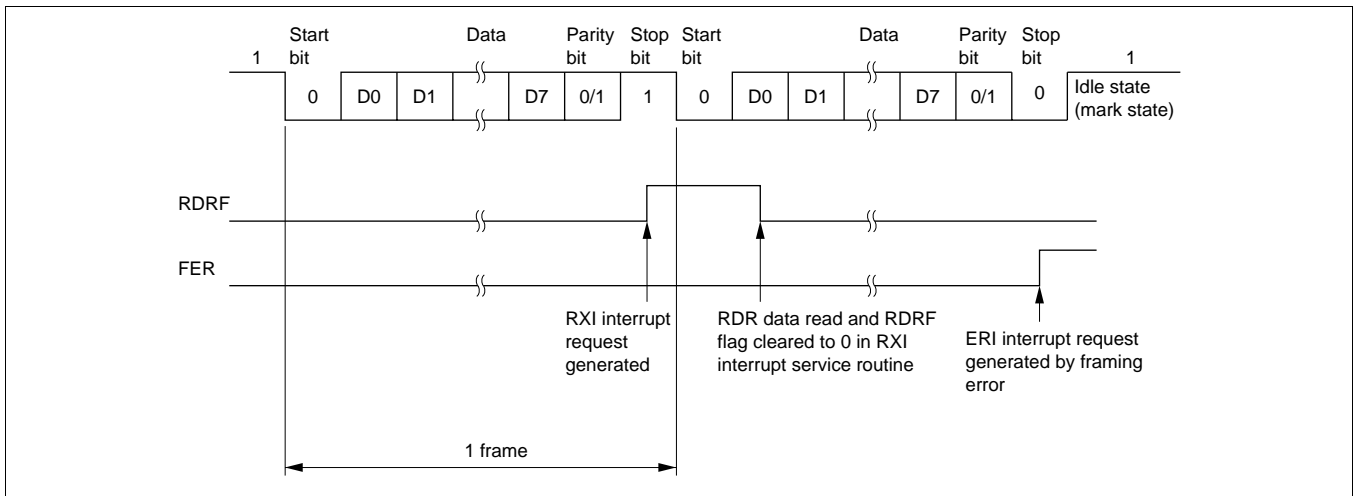 Start
bit
Data
Parity
bit
Stop
bit
Start
bit
Data
Parity
bit
Stop
bit
1
1
0
D0
D1
D7
0/1
1
0
D0
D1
D7
0/1
0
Idle state
(mark state)
RDRF
FER
RXI interrupt
request
generated
RDR data read and RDRF
flag cleared to 0 in RXI
interrupt service routine
ERI interrupt request
generated by framing
error
1 frame